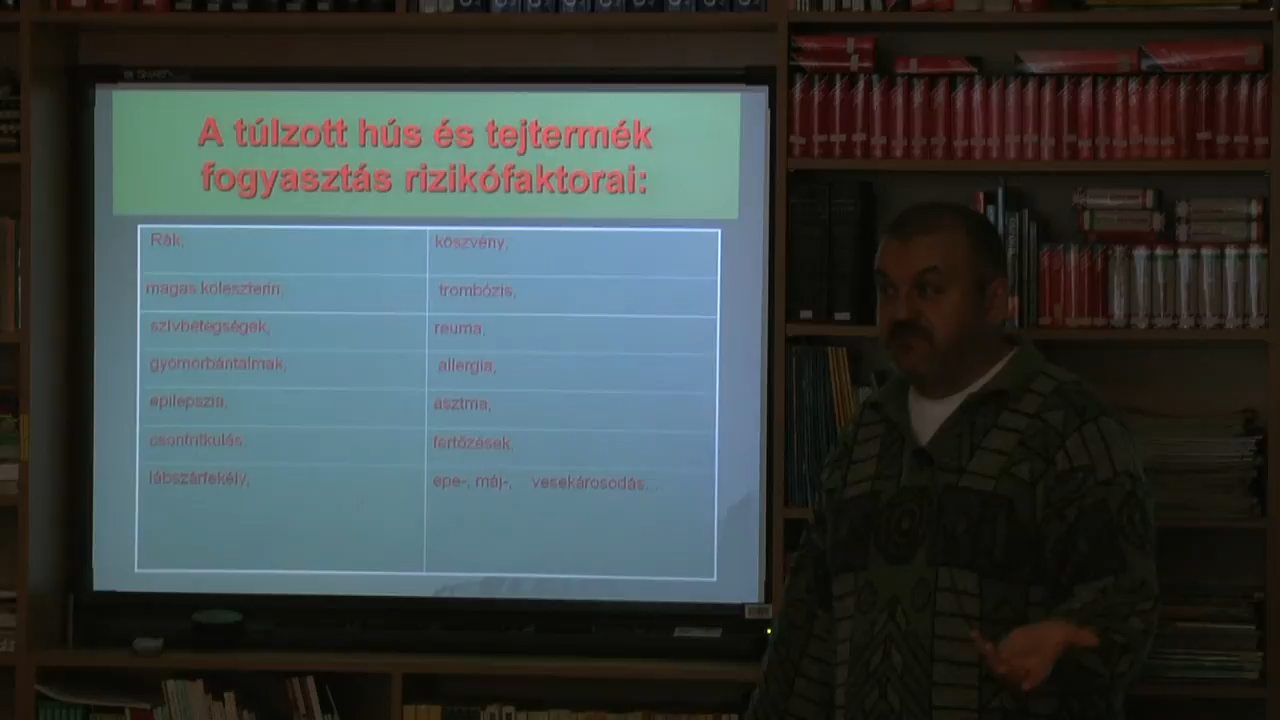 A túlzott hús és tejtermék
fogyasztás rizikófaktorai:
Rák,
köszvény,
magas koleszterin,
trombózis,
szívbetegségek,
reuma,
gyomorbántalmak,
allergia,
epilepszia,
asztma,
csontritkulás,
fertőzések,
lábszárfekély,
epe-, máj-, vesekárosodás...